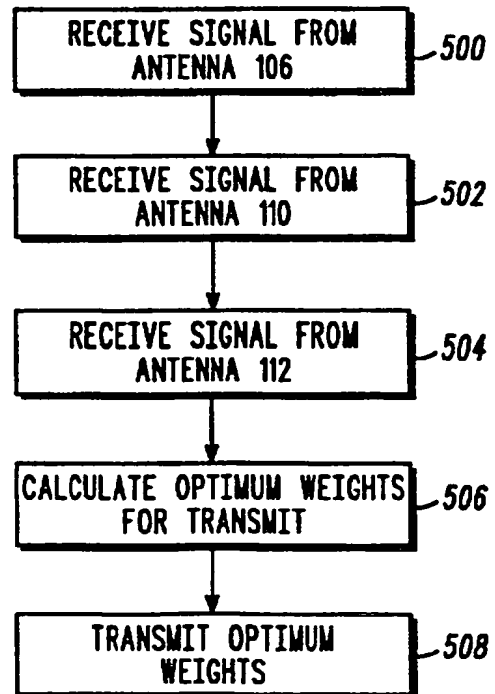 RECEIVE SIGNAL FROM
ANTENNA 106
500
RECEIVE SIGNAL FROM
ANTENNA 110
502
RECEIVE SIGNAL FROM
ANTENNA 112
504
CALCULATE OPTIMUM WEIGHTS
FOR TRANSMIT
506
TRANSMIT OPTIMUM
WEIGHTS
508